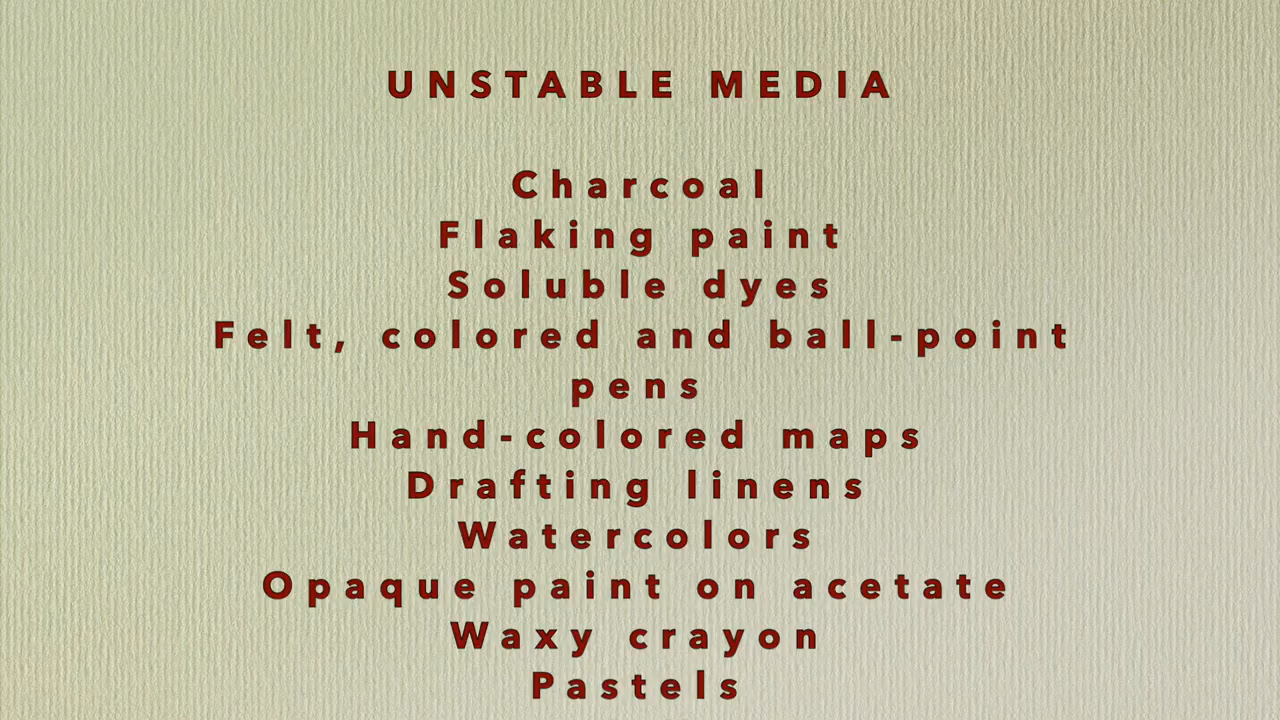 UNSTABLE MEDIA
Charcoal
Flaking paint
Soluble dyes
Felt, colored and ball-point
pens
Hand-colored maps
Drafting linens
Watercolors
Opaque paint on acetate
Waxy crayon
Pastels